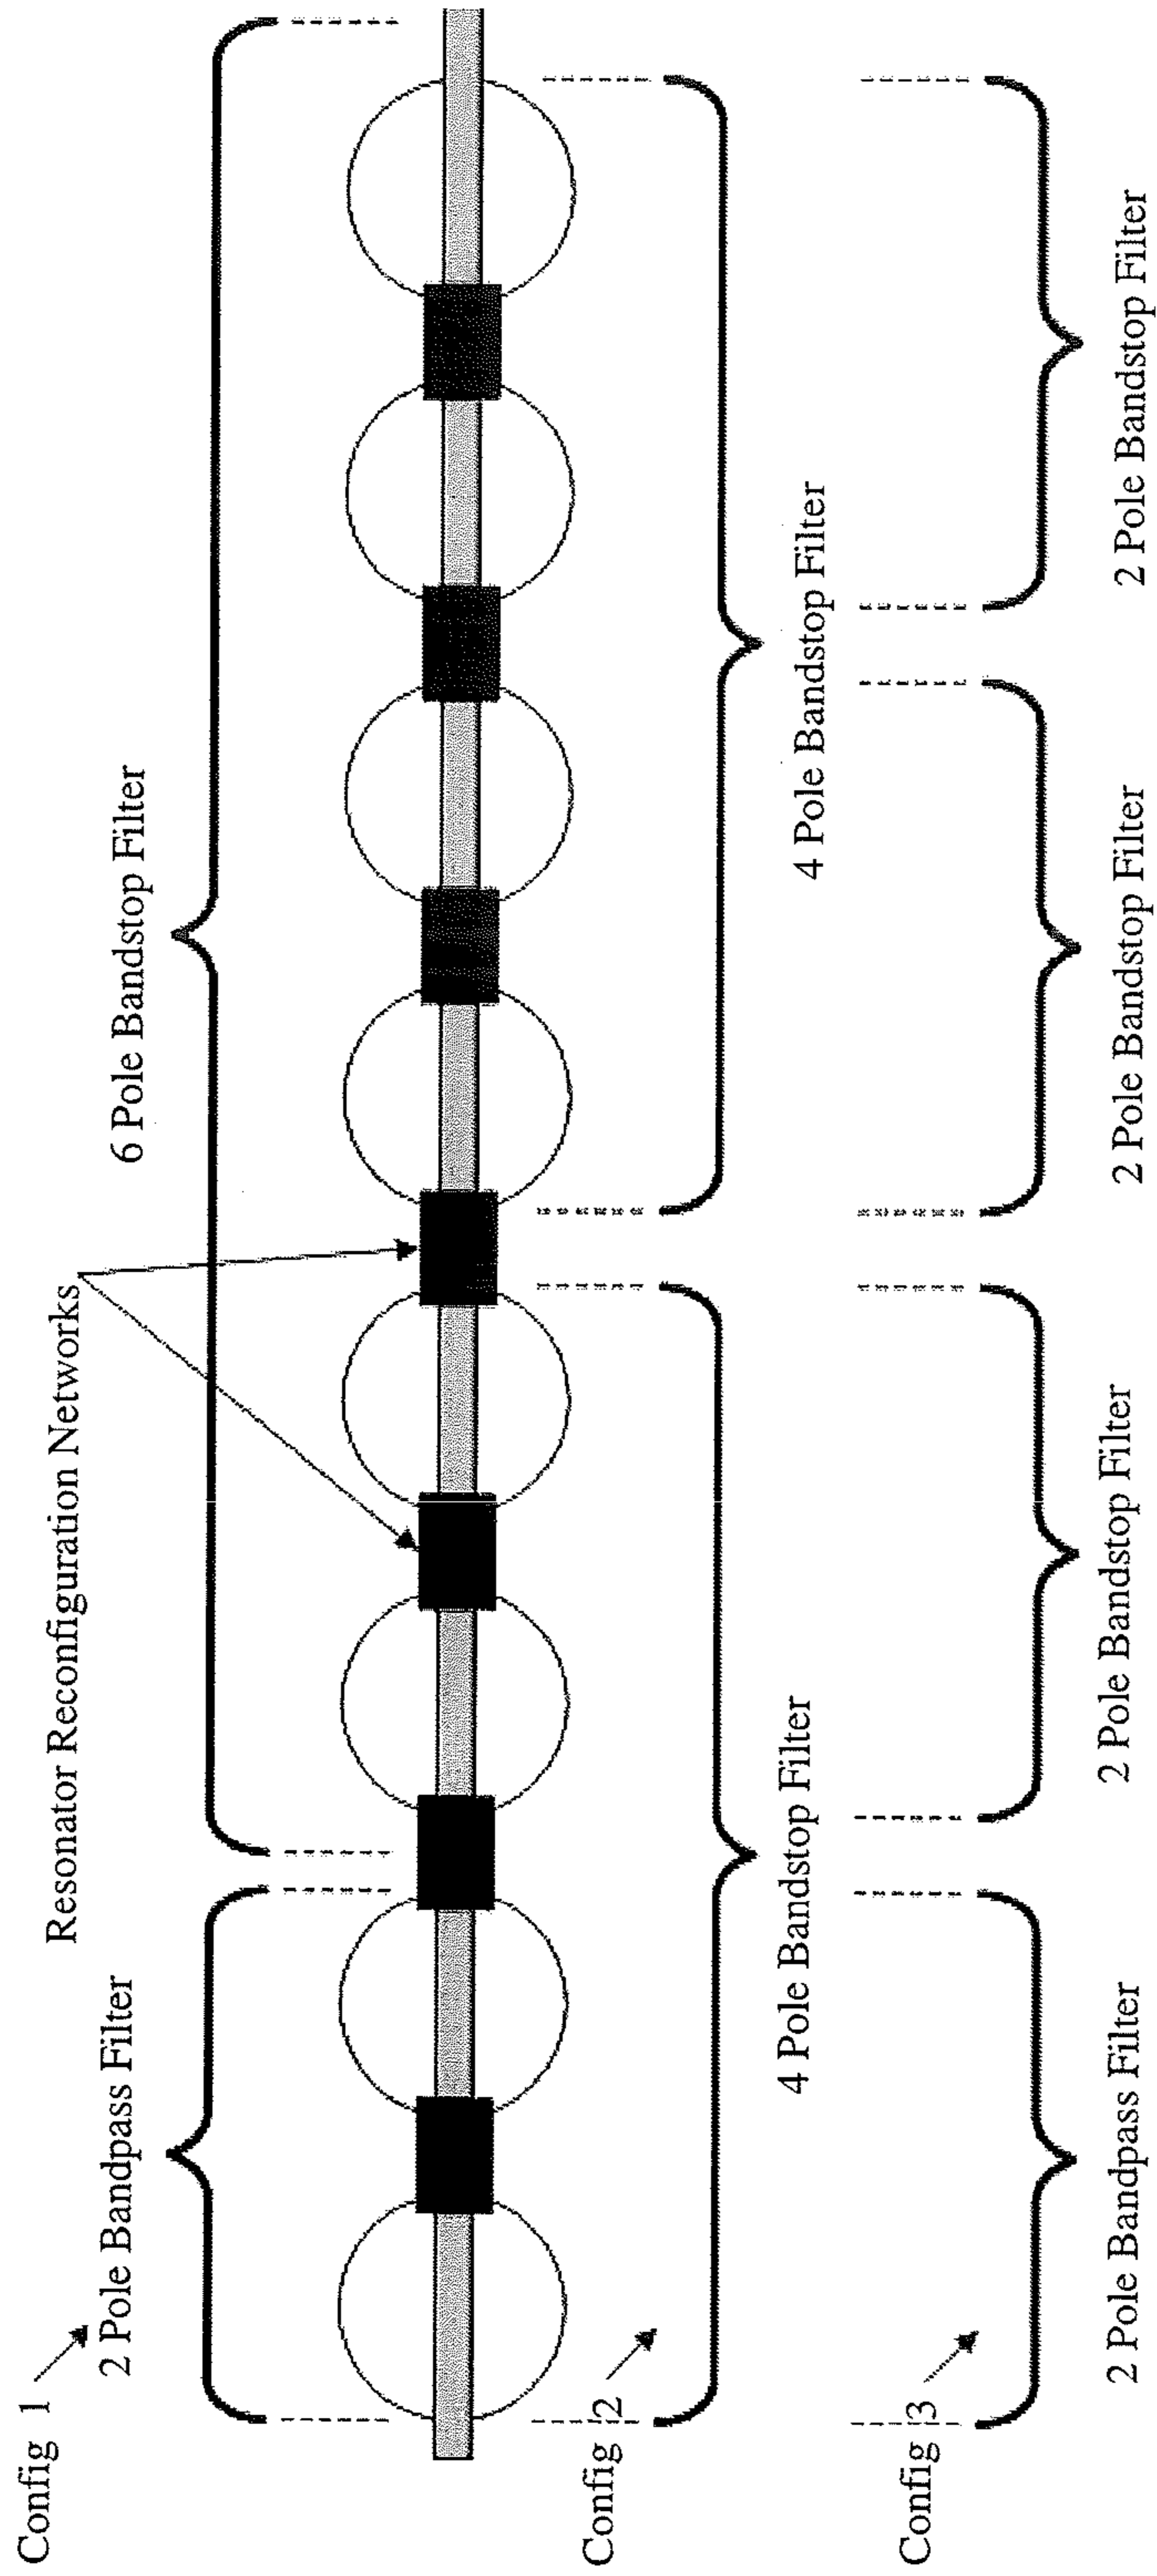 Config 1
2 Pole Bandpass Filter
Resonator Reconfiguration Networks
6 Pole Bandstop Filter
Config 2
4 Pole Bandstop Filter
4 Pole Bandstop Filter
Config 3
2 Pole Bandpass Filter
2 Pole Bandstop Filter
2 Pole Bandstop Filter
2 Pole Bandstop Filter